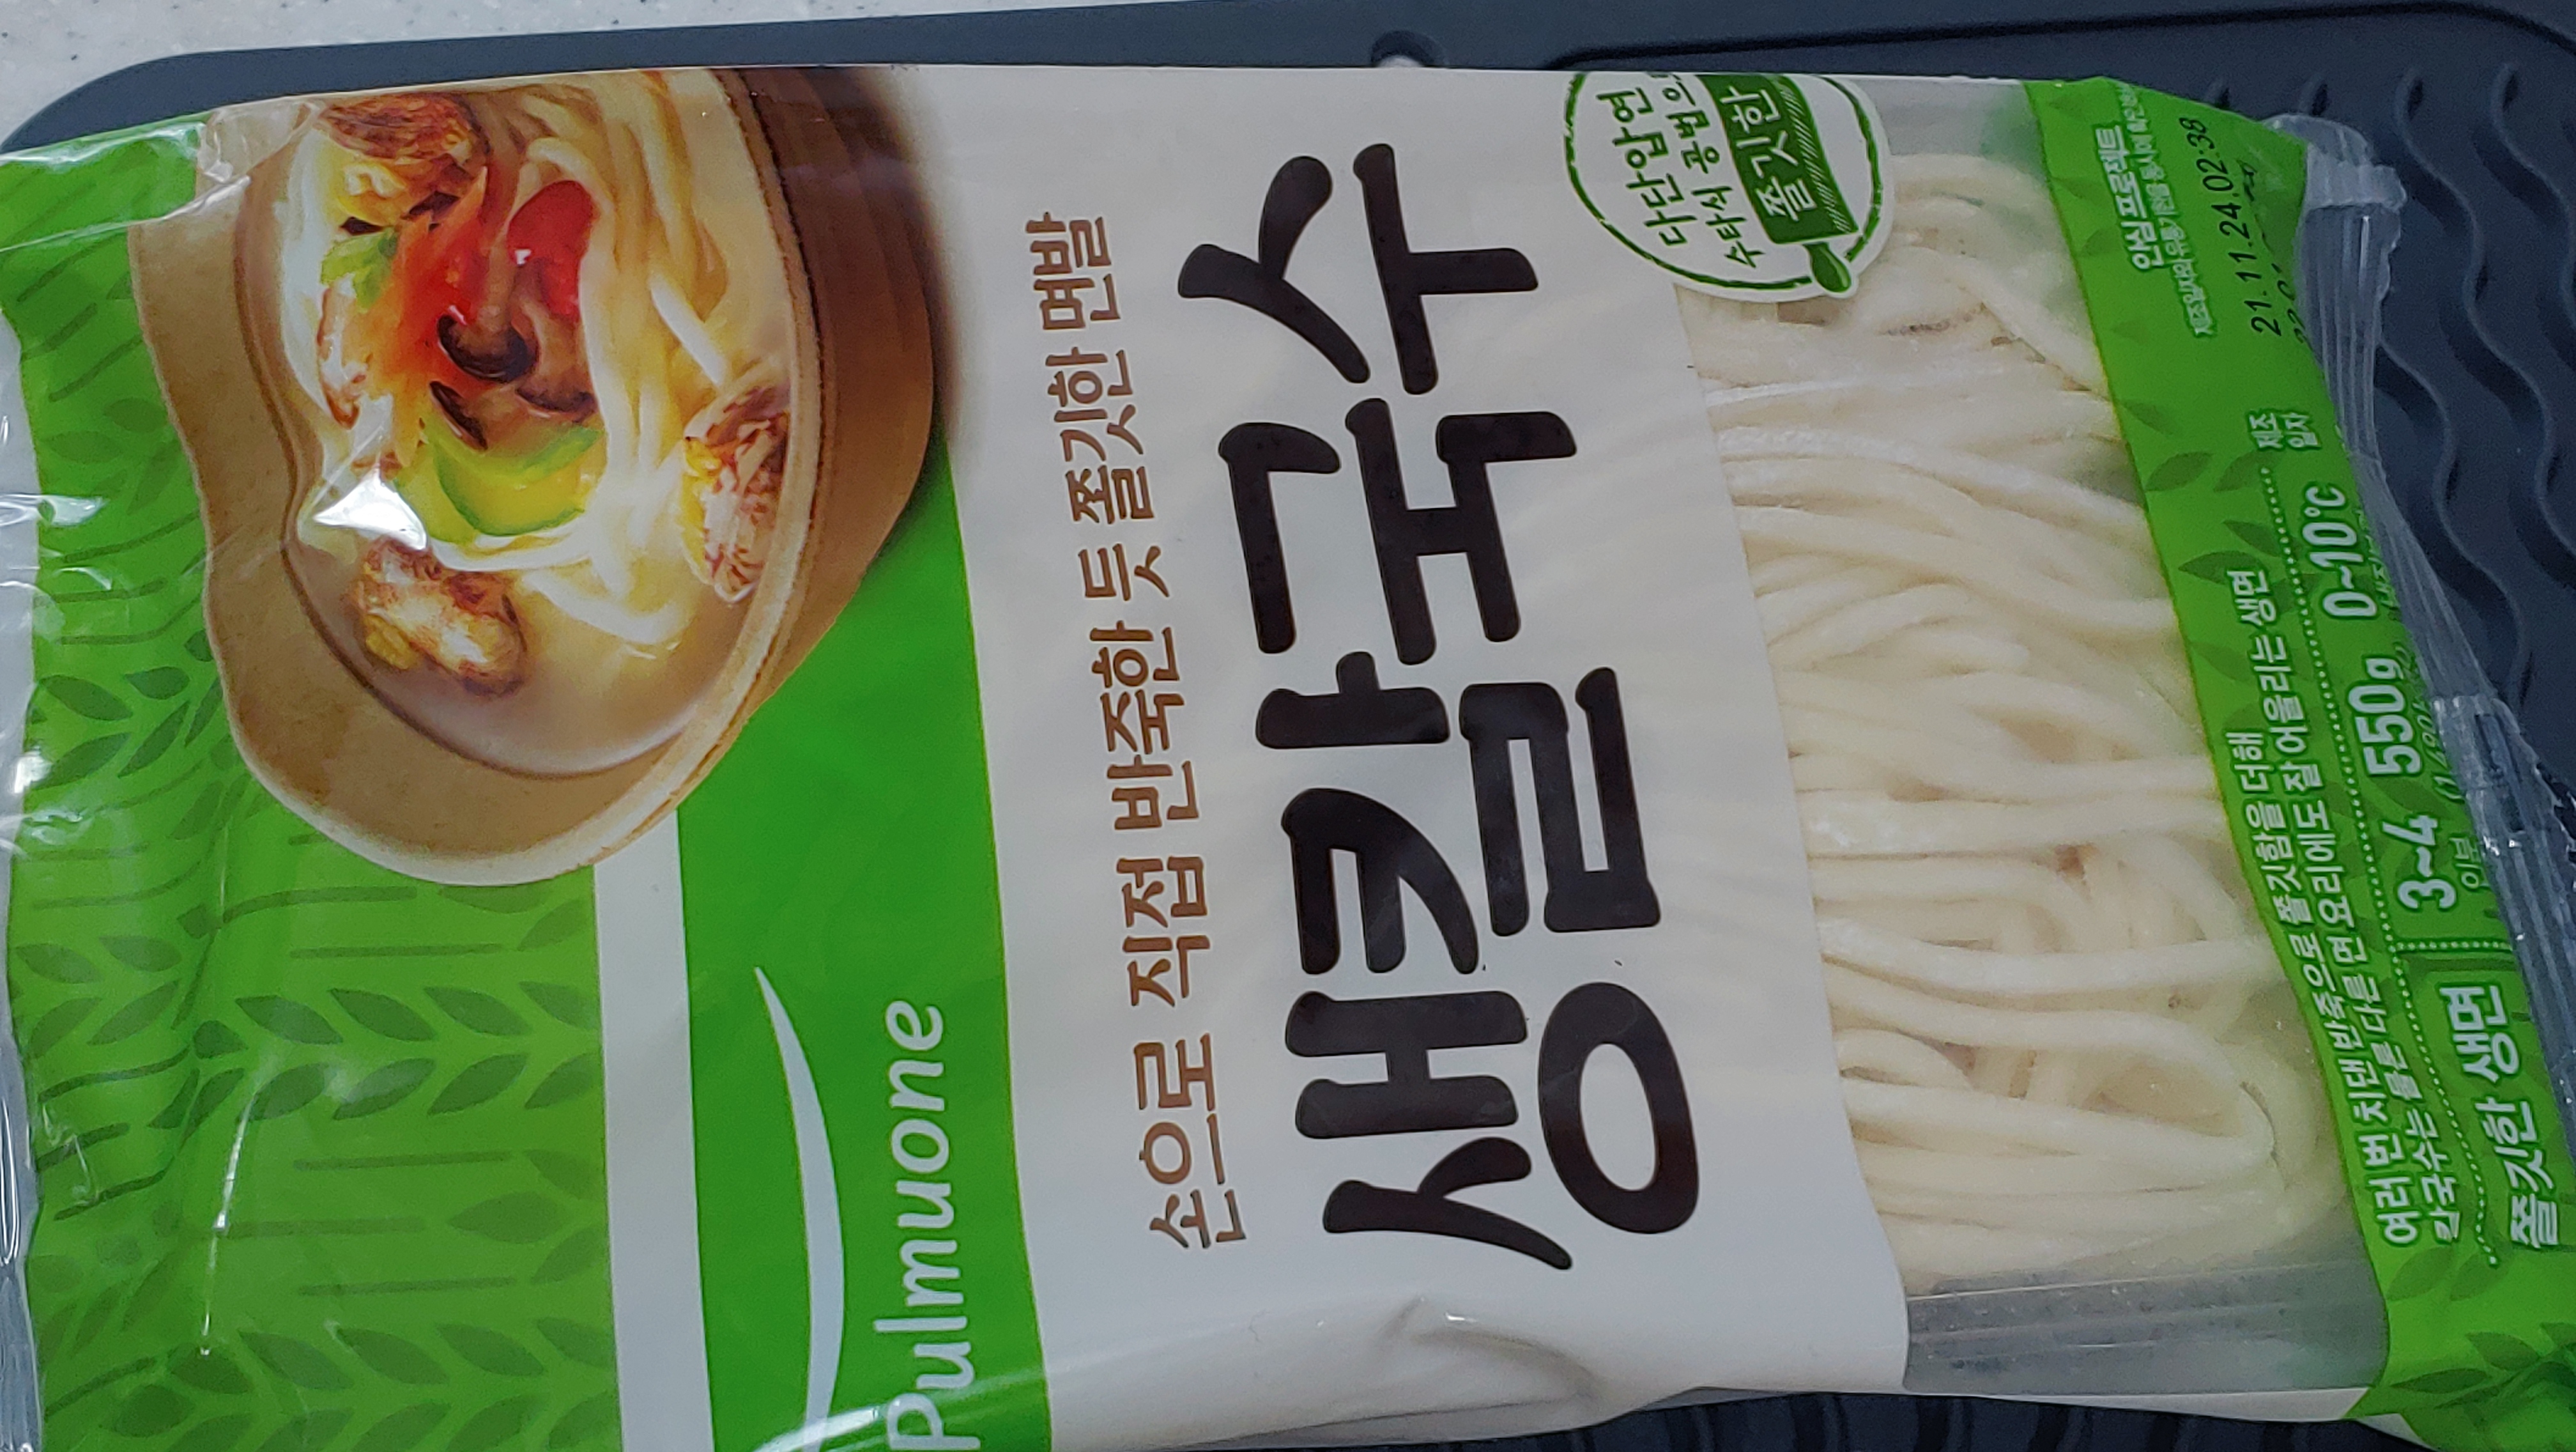 Pulmuone
손으로 직접 반죽한 듯 쫄깃한 면발
생칼국수
다단압연
수타식 공법으로
쫄깃한
여러 번 치댄 반죽으로 쫄깃함을 더해
칼국수는 물론 다른 면 요리에도 잘 어울리는 생면
쫄깃한 생면
3~4
인분
550g
0~10℃
제조
일자
안심 프로젝트
21.11.24.02:38